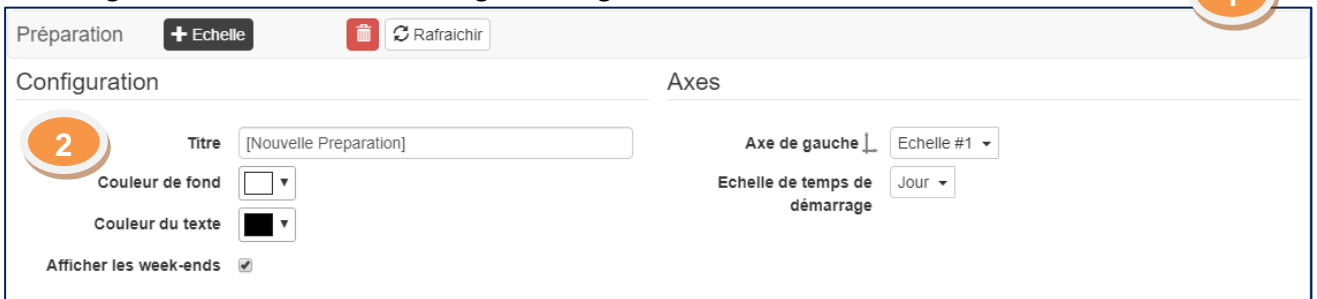 Préparation + Echelle Rafraichir
Configuration
Axes
2
Titre [Nouvelle Preparation]
Couleur de fond
Couleur du texte
Afficher les week-ends
Axe de gauche Echelle #1
Echelle de temps de démarrage Jour